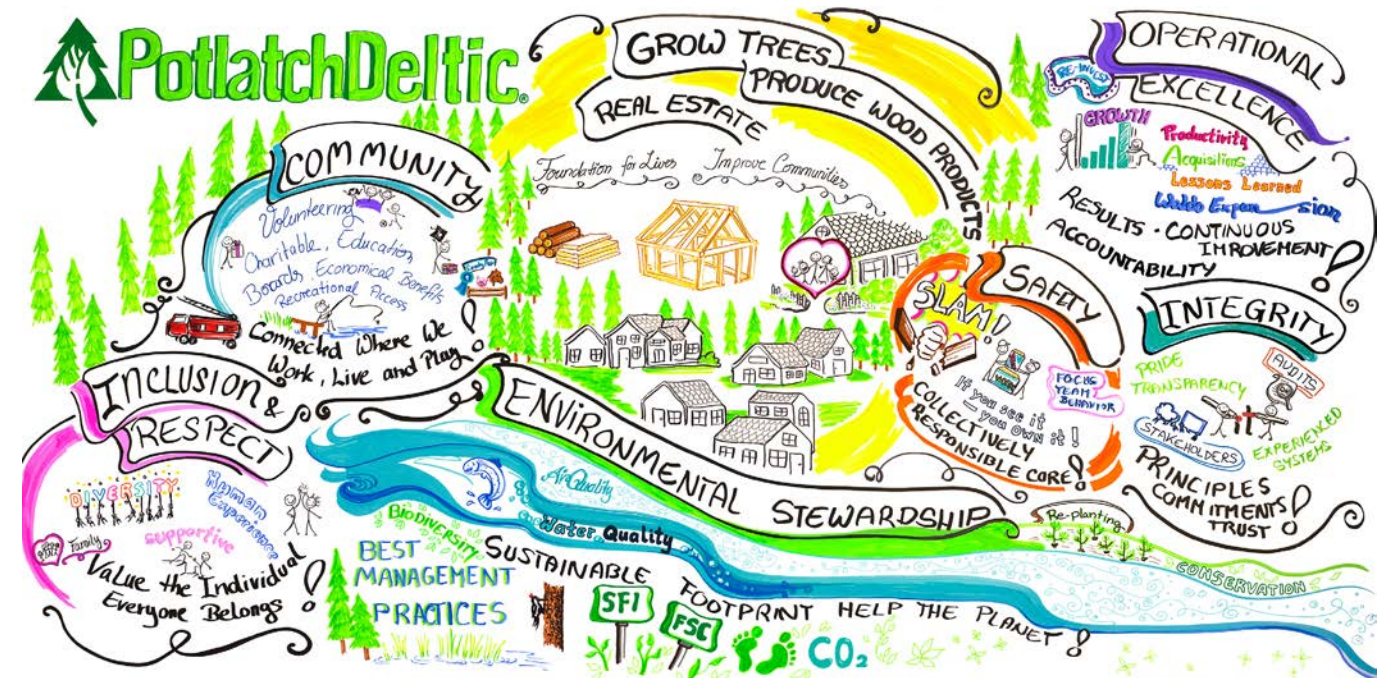 PotlatchDeltic®
GROW TREES
PRODUCE WOOD PRODUCTS
REAL ESTATE
Foundation for Lives
Improve Communities
COMMUNITY
Volunteering
Charitable, Education,
Boards, Economical Benefits
Recreational Access
Connected Where We
Work, Live and Play!
INCLUSION &
RESPECT
DIVERSITY
Human
Experience
Supportive
Family
Value the Individual
Everyone Belongs!
OPERATIONAL
EXCELLENCE
RE-INVEST
GROWTH
Productivity
Acquisitions
Lessons Learned
Waldo Expansion
RESULTS · CONTINUOUS
IMROVEMENT!
ACCOUNTABILITY
SAFETY
SLAM!
If you see it
— you OWN it!
FOCUS
TEAM
BEHAVIOR
COLLECTIVELY
RESPONSIBLE CORE!
INTEGRITY
PRIDE
TRANSPARENCY
AUDITS
STAKEHOLDERS
EXPERIENCED
SYSTEMS
PRINCIPLES
COMMITMENTS
TRUST!
ENVIRONMENTAL STEWARDSHIP
Air Quality
Water Quality
BIODIVERSITY
Re-planting
CONSERVATION
BEST
MANAGEMENT
PRACTICES
SUSTAINABLE FOOTPRINT HELP THE PLANET!
SFI
FSC
CO₂